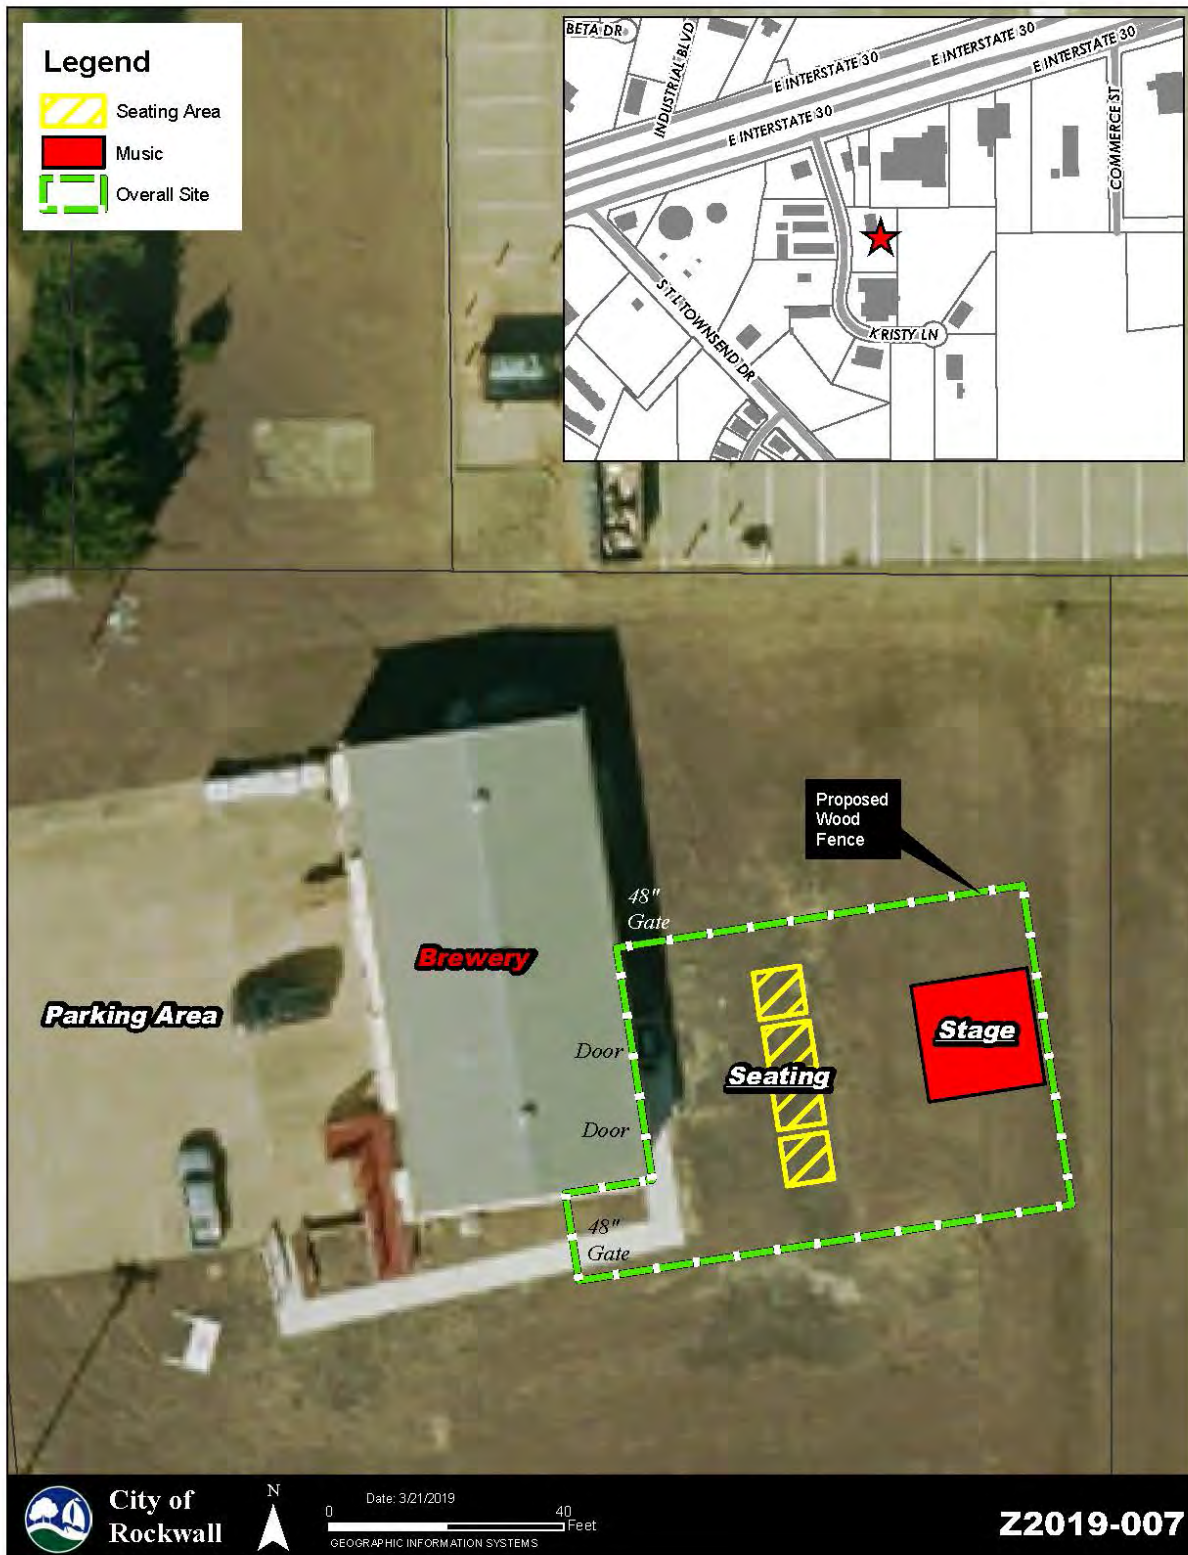 Legend
Seating Area
Music
Overall Site
BETA DR
INDUSTRIAL BLVD
E INTERSTATE 30
E INTERSTATE 30
E INTERSTATE 30
E INTERSTATE 30
COMMERCE ST
S T L TOWNSEND DR
KRISTY LN
Proposed
Wood
Fence
48"
Gate
Brewery
Parking Area
Door
Stage
Seating
Door
48"
Gate
City of
Rockwall
N
Date: 3/21/2019
0 40
Feet
GEOGRAPHIC INFORMATION SYSTEMS
Z2019-007